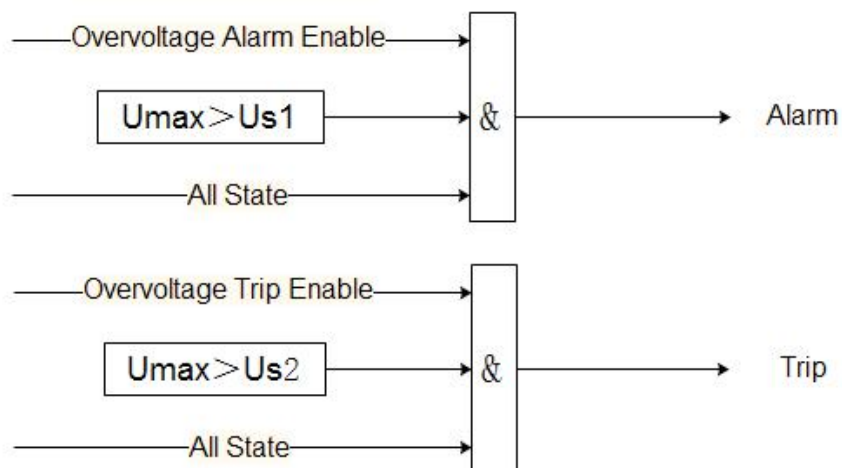 Overvoltage Alarm Enable
Umax＞Us1
&
Alarm
All State
Overvoltage Trip Enable
Umax＞Us2
&
Trip
All State